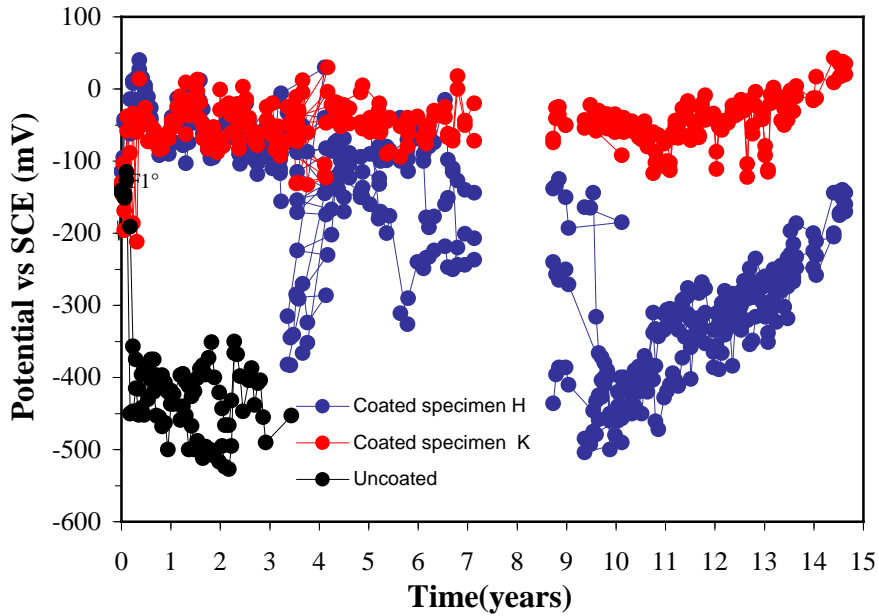 Potential vs SCE (mV)
100
0
-100
-200
-300
-400
-500
-600
F1°
Coated specimen H
Coated specimen K
Uncoated
0 1 2 3 4 5 6 7 8 9 10 11 12 13 14 15
Time(years)